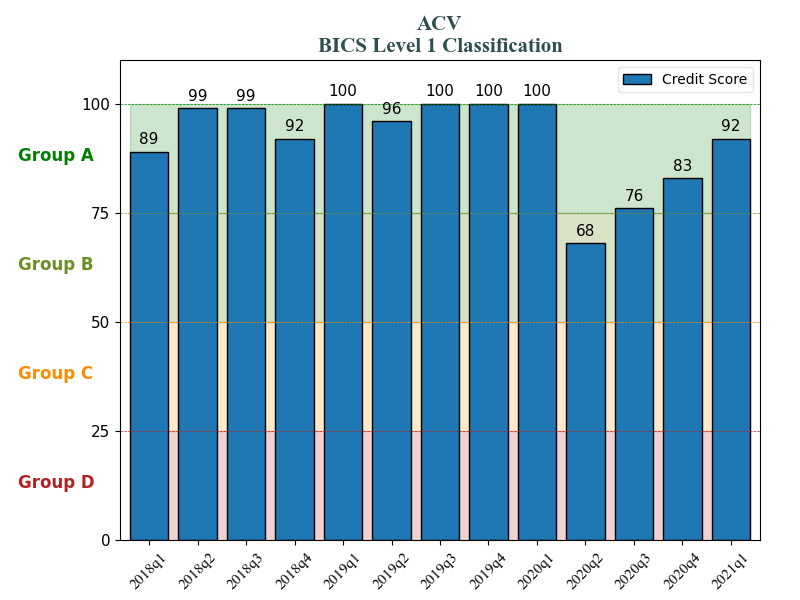 ACV
BICS Level 1 Classification
Credit Score
100
75
50
25
0
Group A
Group B
Group C
Group D
89
99
99
92
100
96
100
100
100
68
76
83
92
2018q1
2018q2
2018q3
2018q4
2019q1
2019q2
2019q3
2019q4
2020q1
2020q2
2020q3
2020q4
2021q1